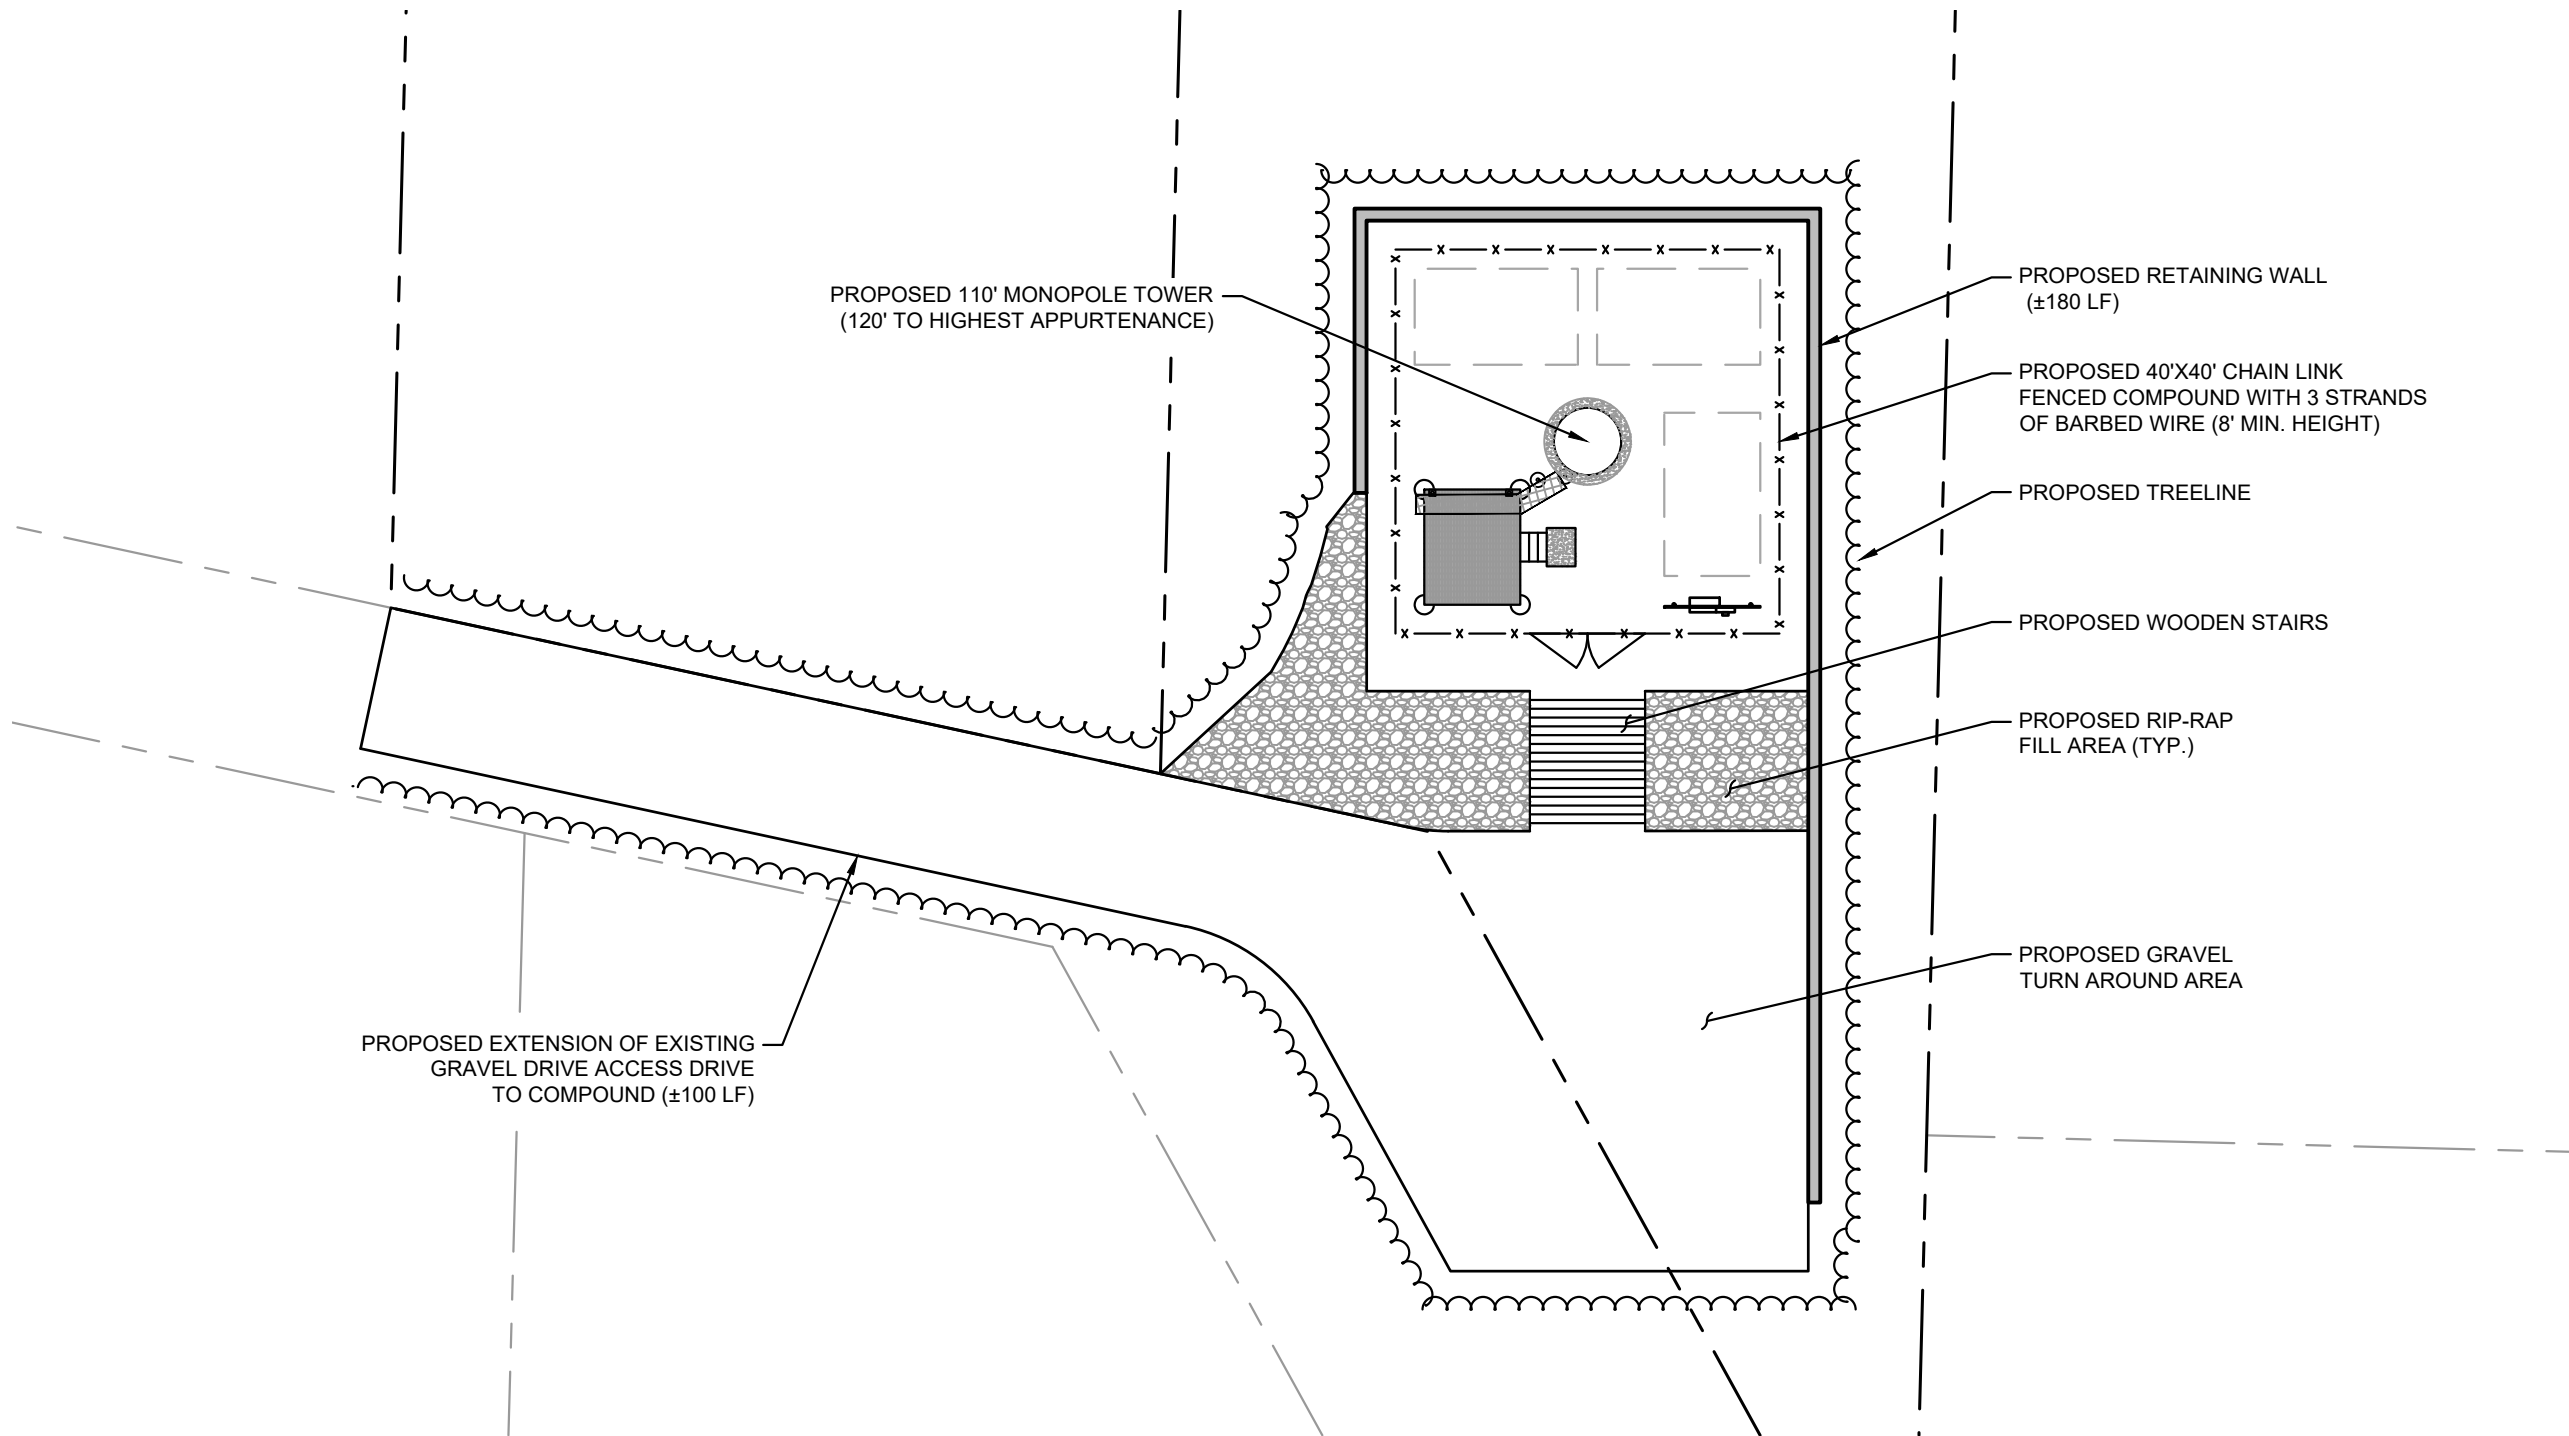 PROPOSED 110' MONOPOLE TOWER
(120' TO HIGHEST APPURTENANCE)
PROPOSED RETAINING WALL
(±180 LF)
PROPOSED 40'X40' CHAIN LINK
FENCED COMPOUND WITH 3 STRANDS
OF BARBED WIRE (8' MIN. HEIGHT)
PROPOSED TREELINE
PROPOSED WOODEN STAIRS
PROPOSED RIP-RAP
FILL AREA (TYP.)
PROPOSED GRAVEL
TURN AROUND AREA
PROPOSED EXTENSION OF EXISTING
GRAVEL DRIVE ACCESS DRIVE
TO COMPOUND (±100 LF)